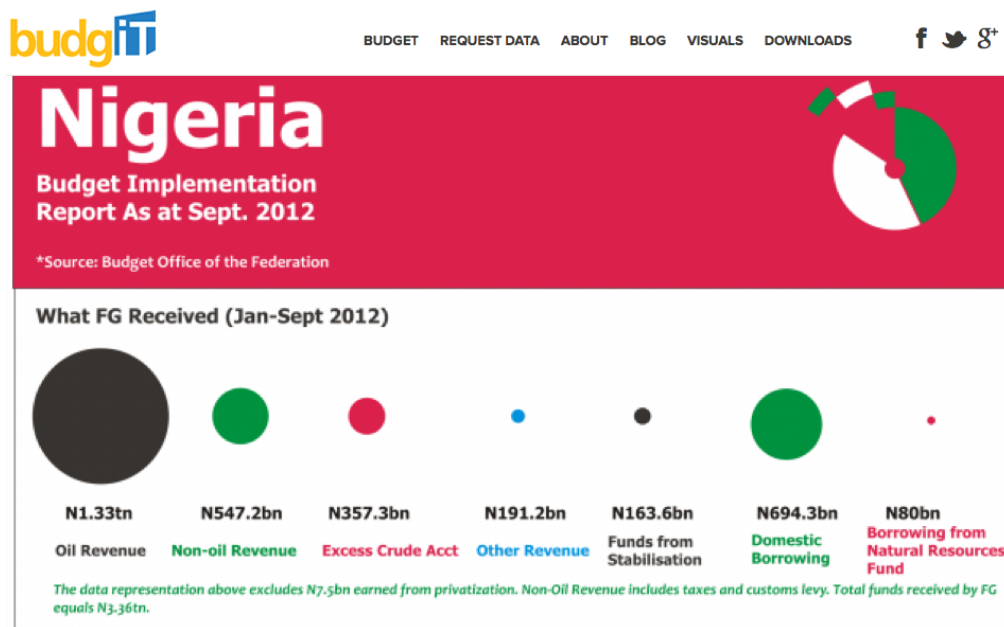 budgiT
BUDGET REQUEST DATA ABOUT BLOG VISUALS DOWNLOADS f g+
Nigeria
Budget Implementation
Report As at Sept. 2012
*Source: Budget Office of the Federation
What FG Received (Jan-Sept 2012)
N1.33tn N547.2bn N357.3bn N191.2bn N163.6bn N694.3bn N80bn
Oil Revenue
Non-oil Revenue
Excess Crude Acct
Other Revenue
Funds from
Stabilisation
Domestic
Borrowing
Borrowing from
Natural Resources
Fund
The data representation above excludes N7.5bn earned from privatization. Non-Oil Revenue includes taxes and customs levy. Total funds received by FG
equals N3.36tn.